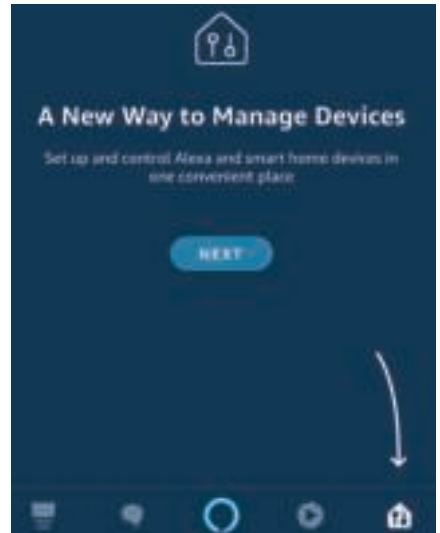 A New Way to Manage Devices
Set up and control Alexa and smart home devices in
one convenient place
NEXT